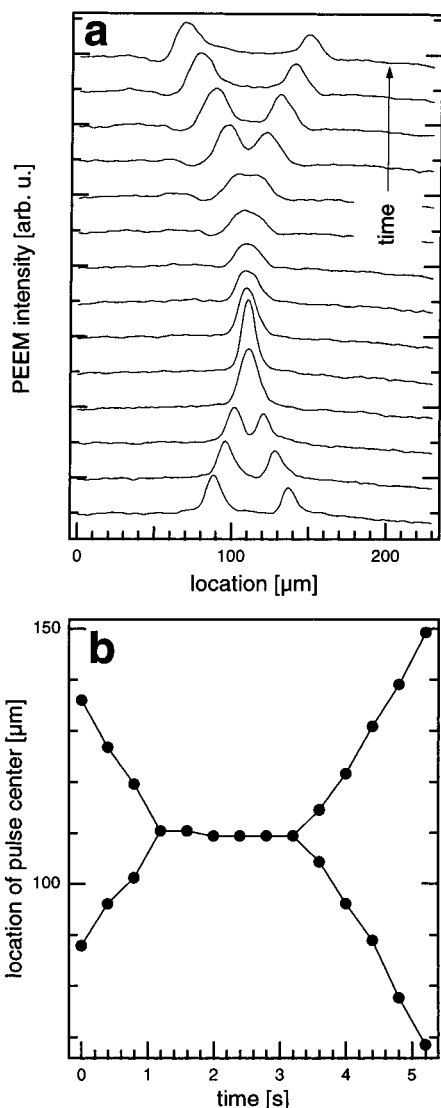 a
PEEM intensity [arb. u.]
time
0
100
200
location [µm]
b
location of pulse center [µm]
150
100
0
1
2
3
4
5
time [s]